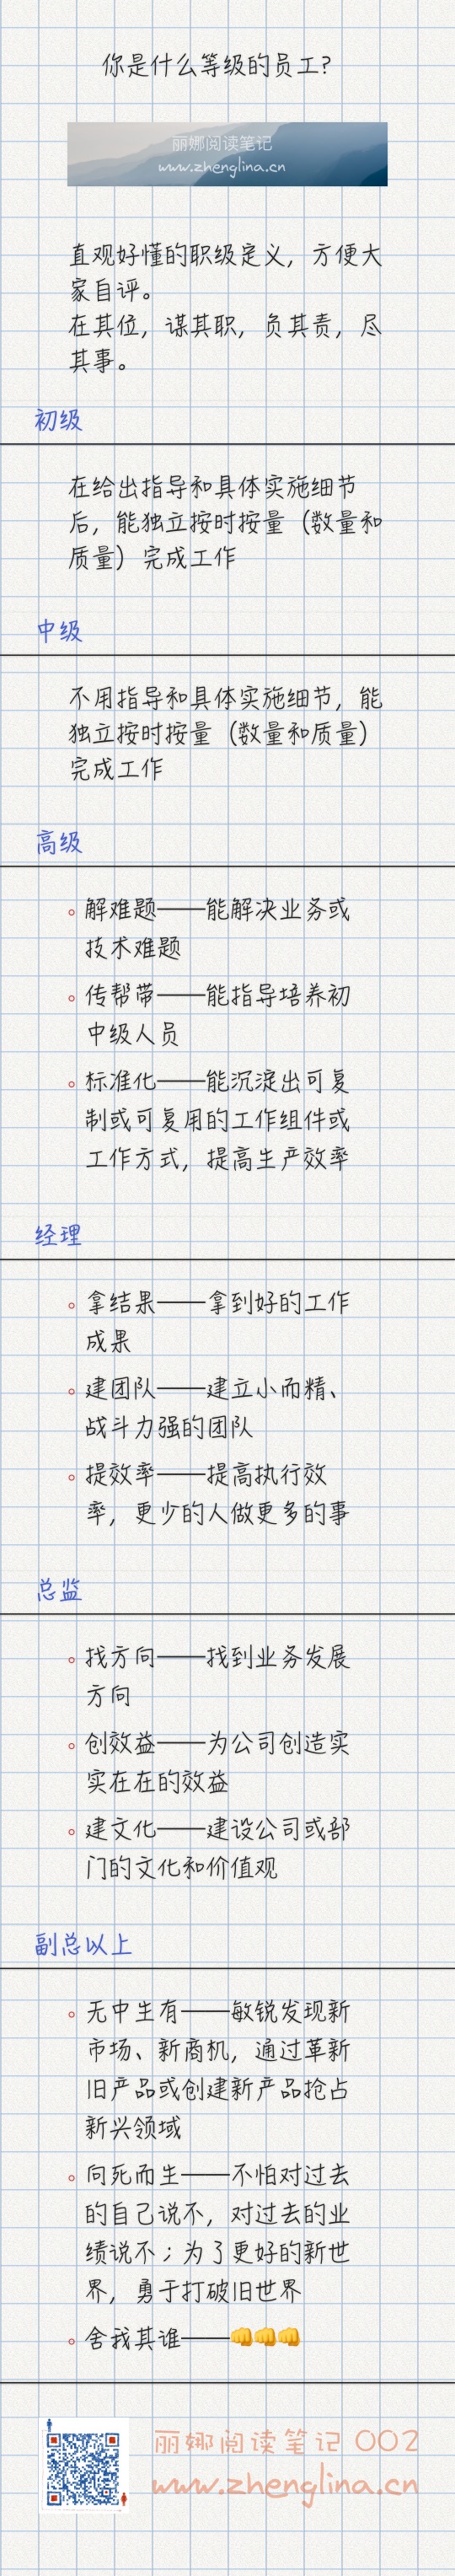 你是什么等级的员工?
丽娜阅读笔记
www.zhenglina.cn
直观好懂的职级定义，方便大
家自评。
在其位，谋其职，负其责，尽
其事。
初级
在给出指导和具体实施细节
后，能独立按时按量（数量和
质量）完成工作
中级
不用指导和具体实施细节，能
独立按时按量（数量和质量）
完成工作
高级
解难题——能解决业务或
技术难题
传帮带——能指导培养初
中级人员
标准化——能沉淀出可复
制或可复用的工作组件或
工作方式，提高生产效率
经理
拿结果——拿到好的工作
成果
建团队——建立小而精、
战斗力强的团队
提效率——提高执行效
率，更少的人做更多的事
总监
找方向——找到业务发展
方向
创效益——为公司创造实
实在在的效益
建文化——建设公司或部
门的文化和价值观
副总以上
无中生有——敏锐发现新
市场、新商机，通过革新
旧产品或创建新产品抢占
新兴领域
向死而生——不怕对过去
的自己说不，对过去的业
绩说不；为了更好的新世
界，勇于打破旧世界
舍我其谁——👊👊👊
丽娜阅读笔记 002
www.zhenglina.cn